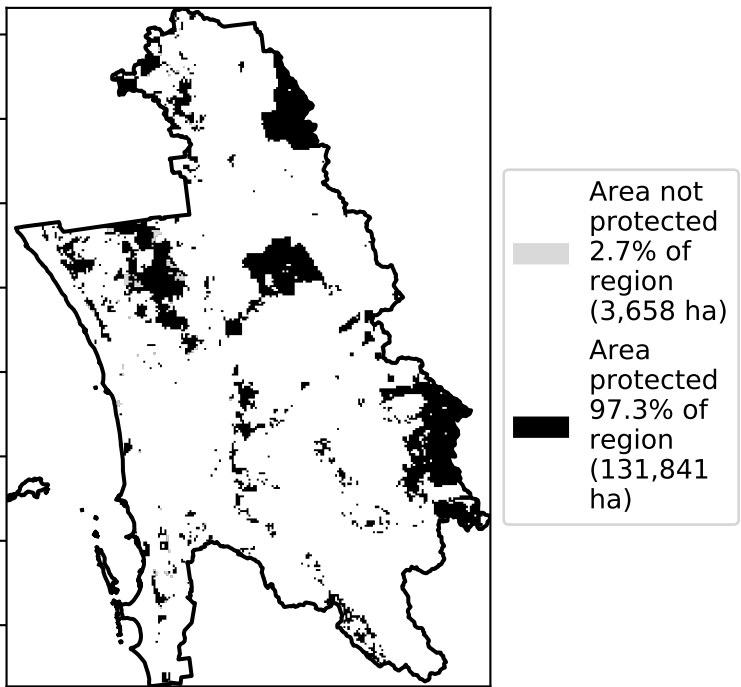 Area not
protected
2.7% of
region
(3,658 ha)
Area
protected
97.3% of
region
(131,841
ha)